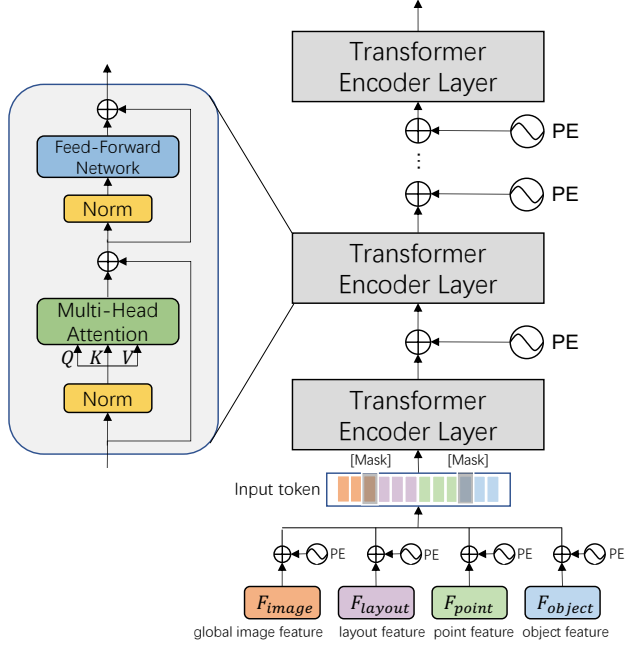 Transformer
Encoder Layer
PE
PE
Transformer
Encoder Layer
PE
Transformer
Encoder Layer
[Mask]
[Mask]
Input token
PE
PE
PE
PE
F_image
F_layout
F_point
F_object
global image feature
layout feature
point feature
object feature
Feed-Forward
Network
Norm
Multi-Head
Attention
Q
K
V
Norm